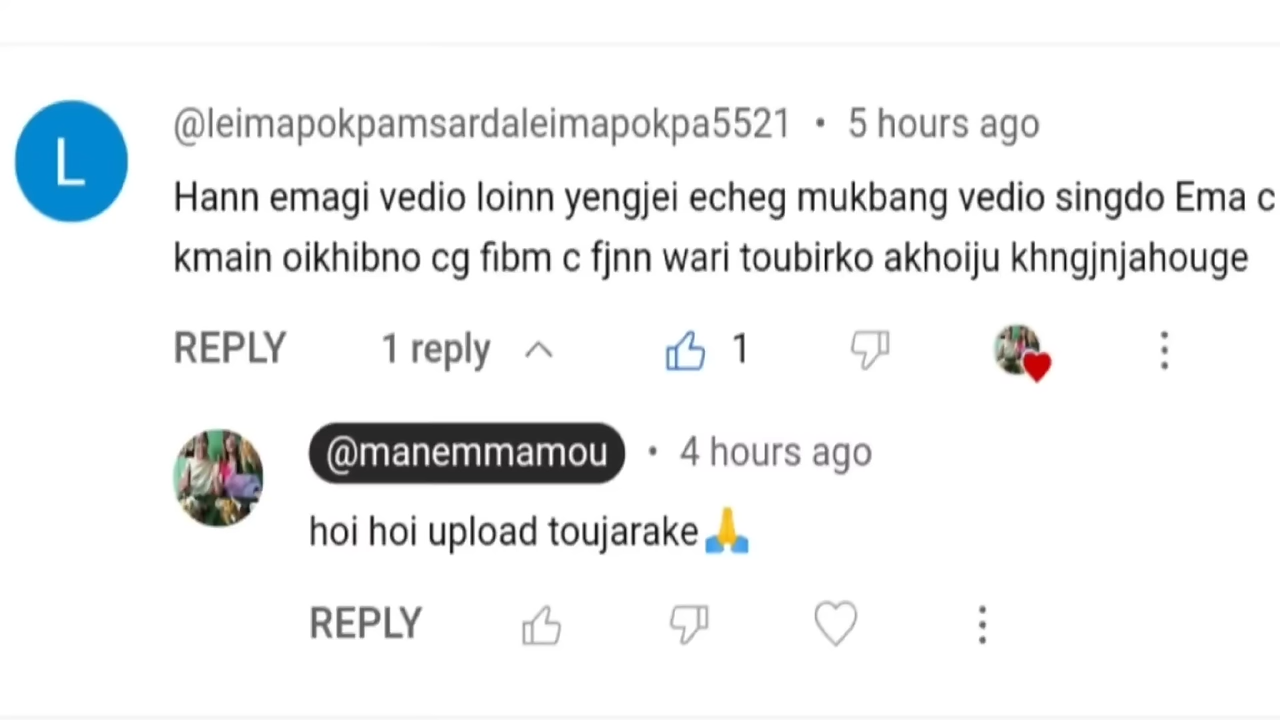 L
@leimapokpamsardaleimapokpa5521 • 5 hours ago
Hann emagi vedio loinn yengjei echeg mukbang vedio singdo Ema c
kmain oikhibno cg fibm c fjnn wari toubirko akhoiju khngjnjahouge
REPLY 1 reply 1
@manemmamou • 4 hours ago
hoi hoi upload toujarake🙏
REPLY